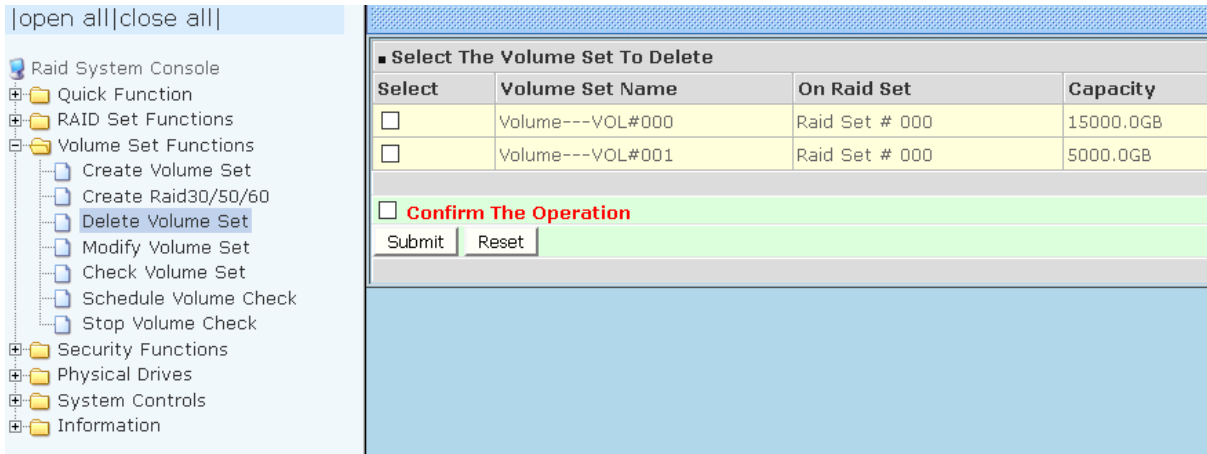 |open all|close all|
Raid System Console
Quick Function
RAID Set Functions
Volume Set Functions
Create Volume Set
Create Raid30/50/60
Delete Volume Set
Modify Volume Set
Check Volume Set
Schedule Volume Check
Stop Volume Check
Security Functions
Physical Drives
System Controls
Information
Select The Volume Set To Delete
Select Volume Set Name On Raid Set Capacity
Volume---VOL#000 Raid Set # 000 15000.0GB
Volume---VOL#001 Raid Set # 000 5000.0GB
Confirm The Operation
Submit Reset